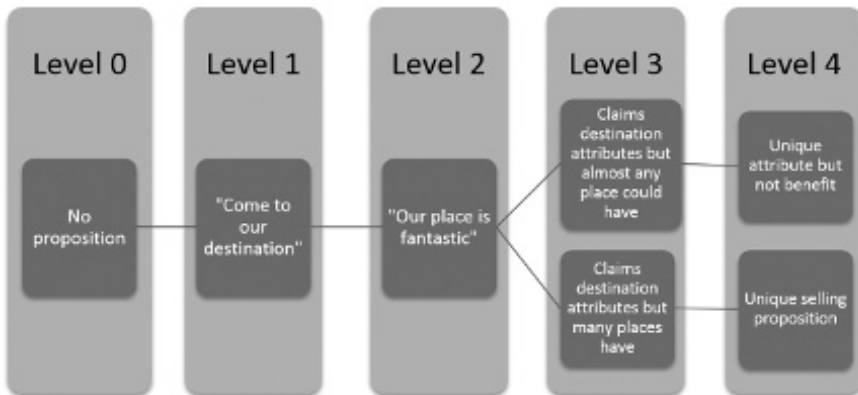 Level 0
Level 1
Level 2
Level 3
Level 4
No
proposition
"Come to
our
destination"
"Our place is
fantastic"
Claims
destination
attributes but
almost any
place could
have
Unique
attribute but
not benefit
Claims
destination
attributes but
many places
have
Unique selling
proposition